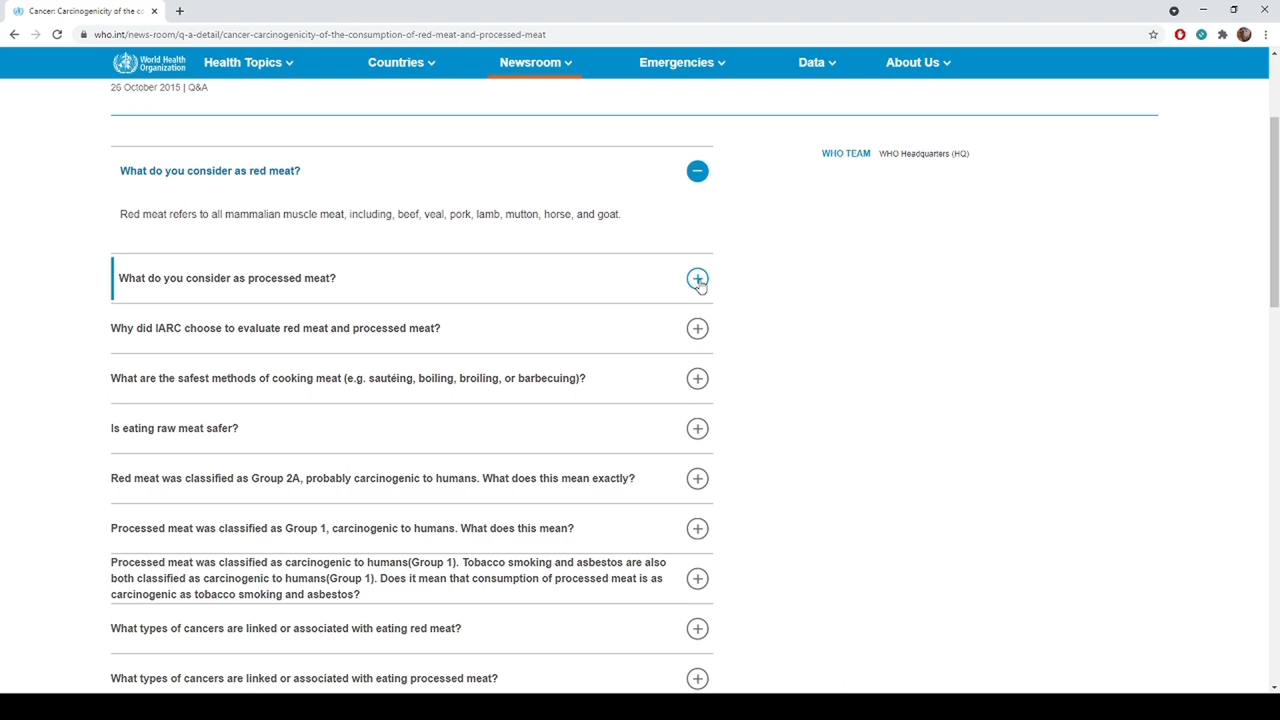 Cancer: Carcinogenicity of the co
who.int/news-room/q-a-detail/cancer-carcinogenicity-of-the-consumption-of-red-meat-and-processed-meat
World Health
Organization
Health Topics
Countries
Newsroom
Emergencies
Data
About Us
26 October 2015 | Q&A
What do you consider as red meat?
WHO TEAM WHO Headquarters (HQ)
Red meat refers to all mammalian muscle meat, including, beef, veal, pork, lamb, mutton, horse, and goat.
What do you consider as processed meat?
Why did IARC choose to evaluate red meat and processed meat?
What are the safest methods of cooking meat (e.g. sautéing, boiling, broiling, or barbecuing)?
Is eating raw meat safer?
Red meat was classified as Group 2A, probably carcinogenic to humans. What does this mean exactly?
Processed meat was classified as Group 1, carcinogenic to humans. What does this mean?
Processed meat was classified as carcinogenic to humans(Group 1). Tobacco smoking and asbestos are also
both classified as carcinogenic to humans(Group 1). Does it mean that consumption of processed meat is as
carcinogenic as tobacco smoking and asbestos?
What types of cancers are linked or associated with eating red meat?
What types of cancers are linked or associated with eating processed meat?